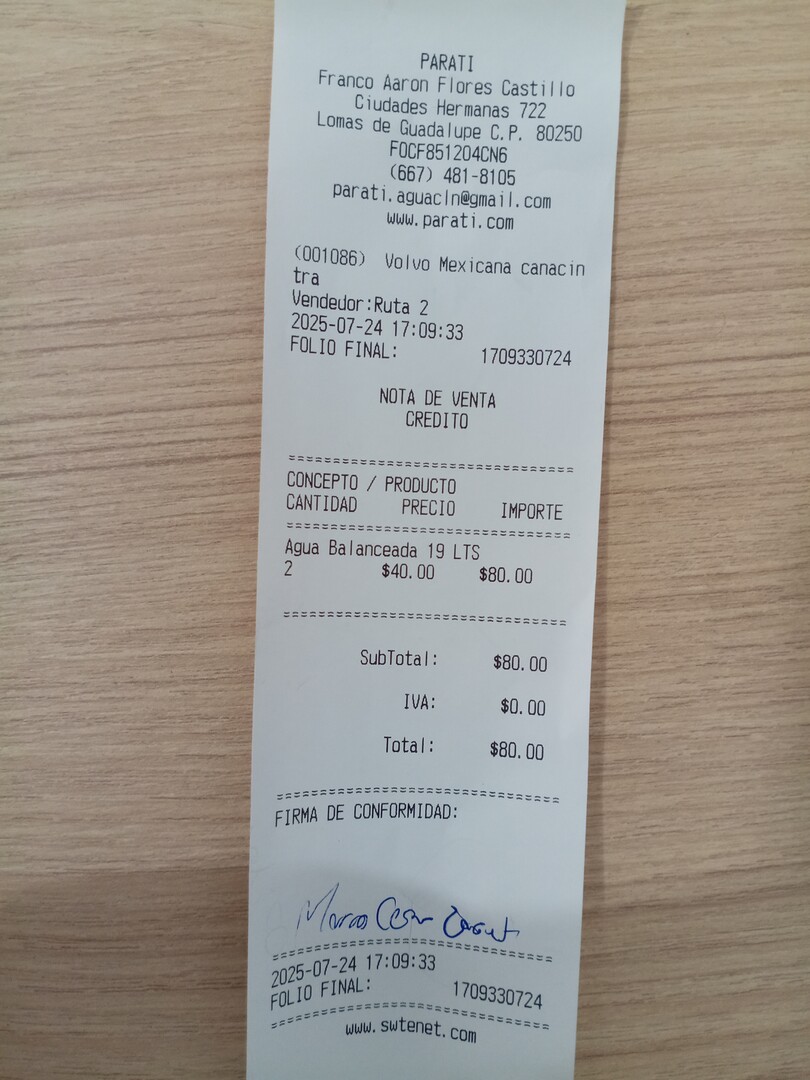 PARATI
Franco Aaron Flores Castillo
Ciudades Hermanas 722
Lomas de Guadalupe C.P. 80250
FOCF851204CN6
(667) 481-8105
parati.aguacln@gmail.com
www.parati.com
(001086) Volvo Mexicana canacin
tra
Vendedor:Ruta 2
2025-07-24 17:09:33
FOLIO FINAL: 1709330724
NOTA DE VENTA
CREDITO
================================
CONCEPTO / PRODUCTO
CANTIDAD PRECIO IMPORTE
================================
Agua Balanceada 19 LTS
2 $40.00 $80.00
================================
SubTotal: $80.00
IVA: $0.00
Total: $80.00
================================
FIRMA DE CONFORMIDAD:
================================
2025-07-24 17:09:33
FOLIO FINAL: 1709330724
================================
www.swtenet.com